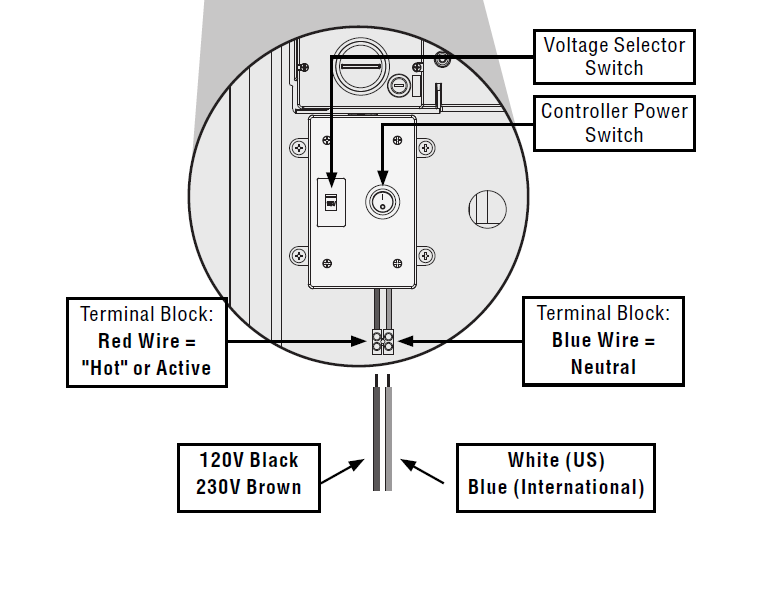 Voltage Selector
Switch
Controller Power
Switch
Terminal Block:
Red Wire =
"Hot" or Active
Terminal Block:
Blue Wire =
Neutral
120V Black
230V Brown
White (US)
Blue (International)